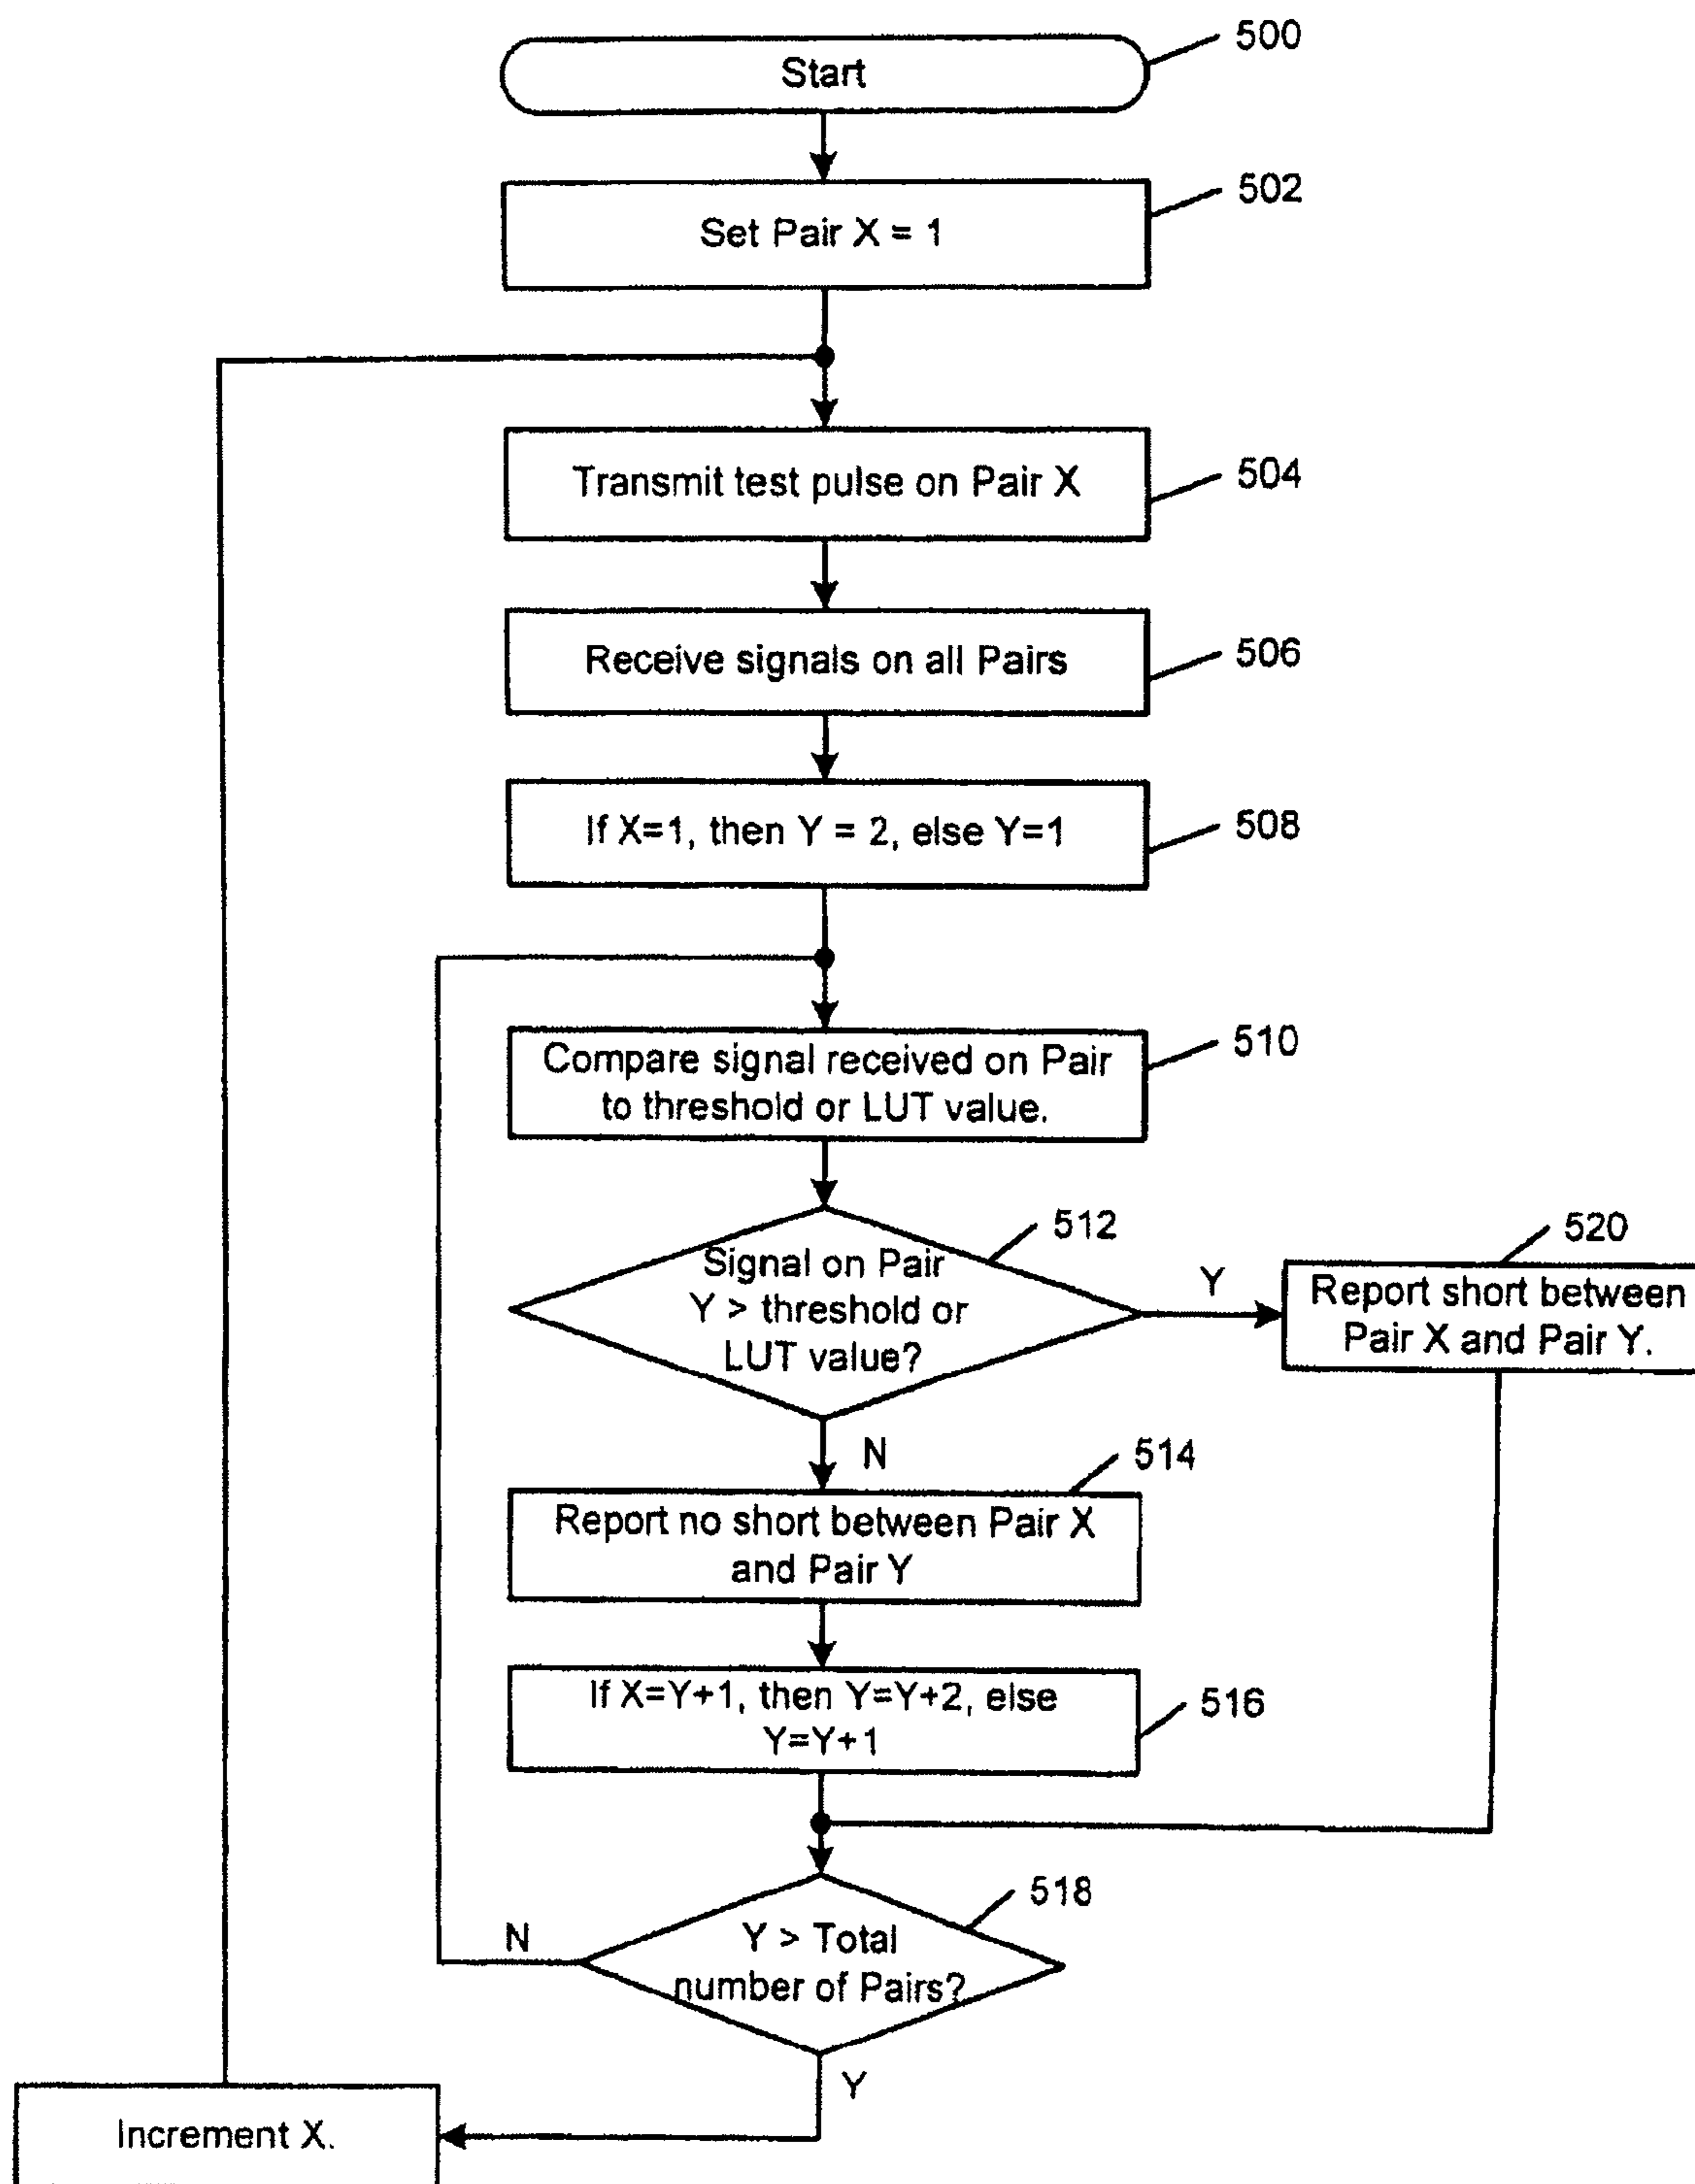 Start
500
Set Pair X = 1
502
Transmit test pulse on Pair X
504
Receive signals on all Pairs
506
If X=1, then Y = 2, else Y=1
508
Compare signal received on Pair
to threshold or LUT value.
510
Signal on Pair
Y > threshold or
LUT value?
512
Y
Report short between
Pair X and Pair Y.
520
N
Report no short between Pair X
and Pair Y
514
If X=Y+1, then Y=Y+2, else
Y=Y+1
516
Y > Total
number of Pairs?
518
N
Y
Increment X.